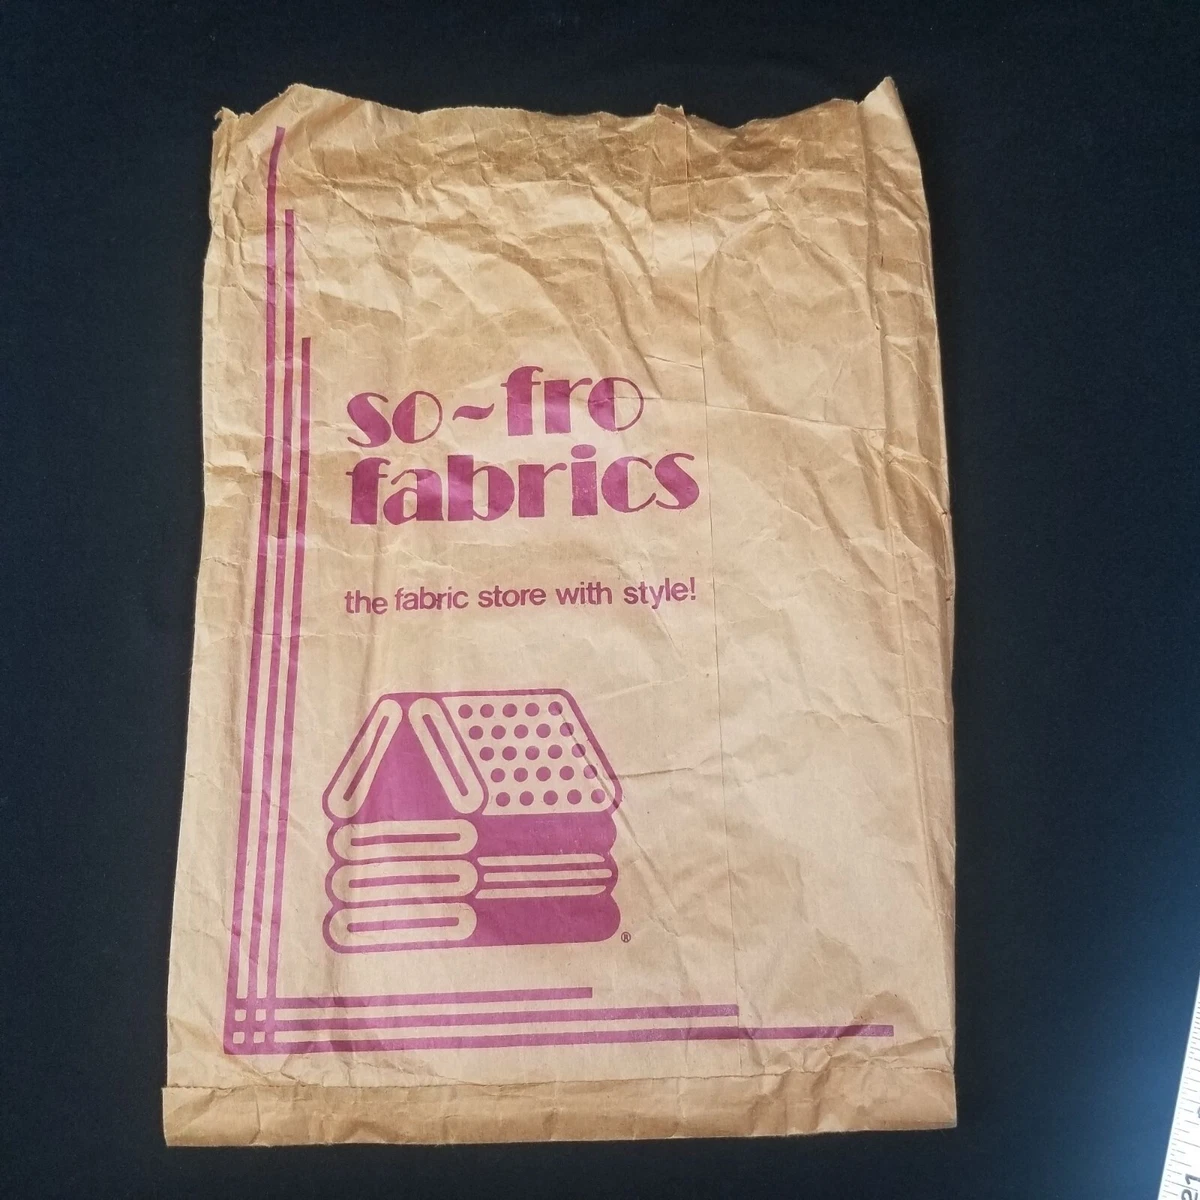 so~fro
fabrics
the fabric store with style!
®